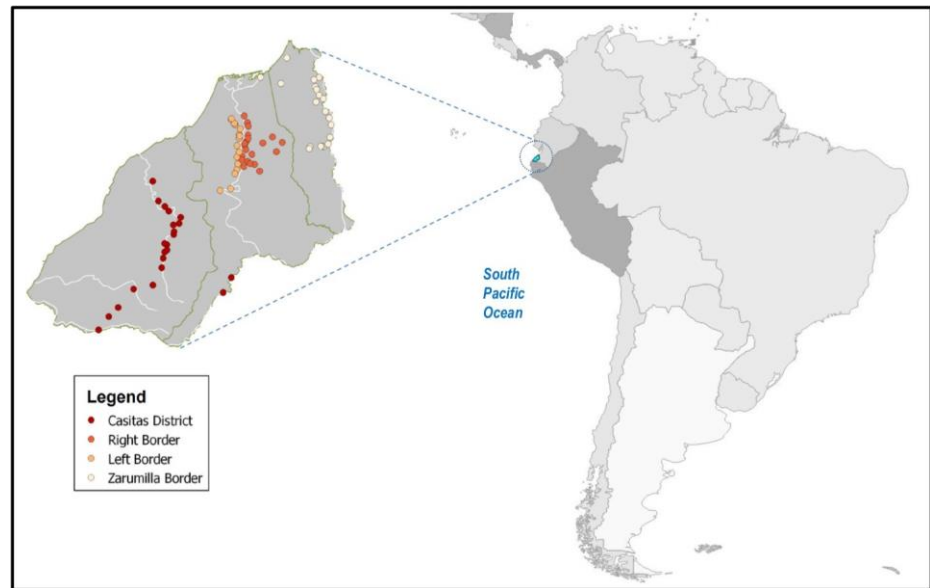 South
Pacific
Ocean
Legend
Casitas District
Right Border
Left Border
Zarumilla Border